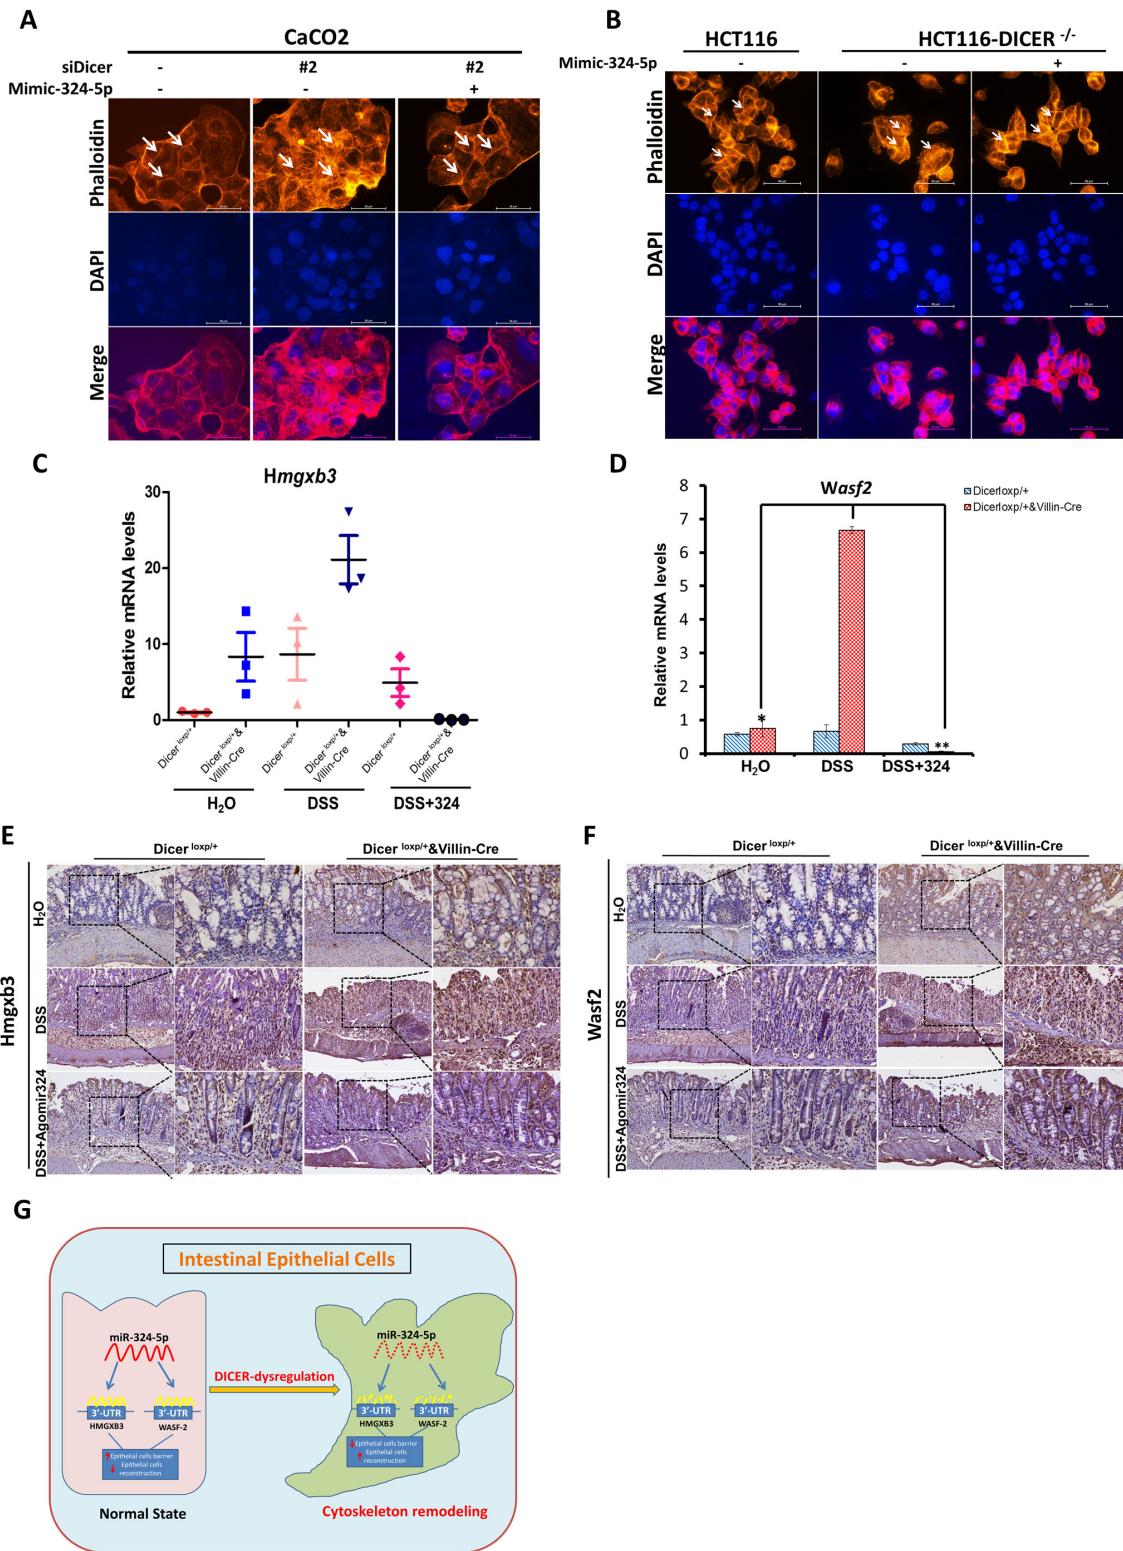 A
CaCO2
siDicer - #2 #2
Mimic-324-5p - - +
Phalloidin
DAPI
Merge
B
HCT116 HCT116-DICER -/-
Mimic-324-5p - - +
Phalloidin
DAPI
Merge
C
Hmgxb3
Relative mRNA levels
30
20
10
0
Dicer loxp/+
Dicer loxp/+&
Villin-Cre
Dicer loxp/+
Dicer loxp/+&
Villin-Cre
Dicer loxp/+
Dicer loxp/+&
Villin-Cre
H2O DSS DSS+324
D
Wasf2
Dicerloxp/+
Dicerloxp/+&Villin-Cre
Relative mRNA levels
8
7
6
5
4
3
2
1
0
*
**
H2O DSS DSS+324
E
Dicer loxp/+ Dicer loxp/+&Villin-Cre
Hmgxb3
H2O
DSS
DSS+Agomir324
F
Dicer loxp/+ Dicer loxp/+&Villin-Cre
Wasf2
H2O
DSS
DSS+Agomir324
G
Intestinal Epithelial Cells
miR-324-5p
3'-UTR 3'-UTR
HMGXB3 WASF-2
Epithelial cells barrier
Epithelial cells
reconstruction
Normal State
DICER-dysregulation
miR-324-5p
3'-UTR 3'-UTR
HMGXB3 WASF-2
Epithelial cells barrier
Epithelial cells
reconstruction
Cytoskeleton remodeling